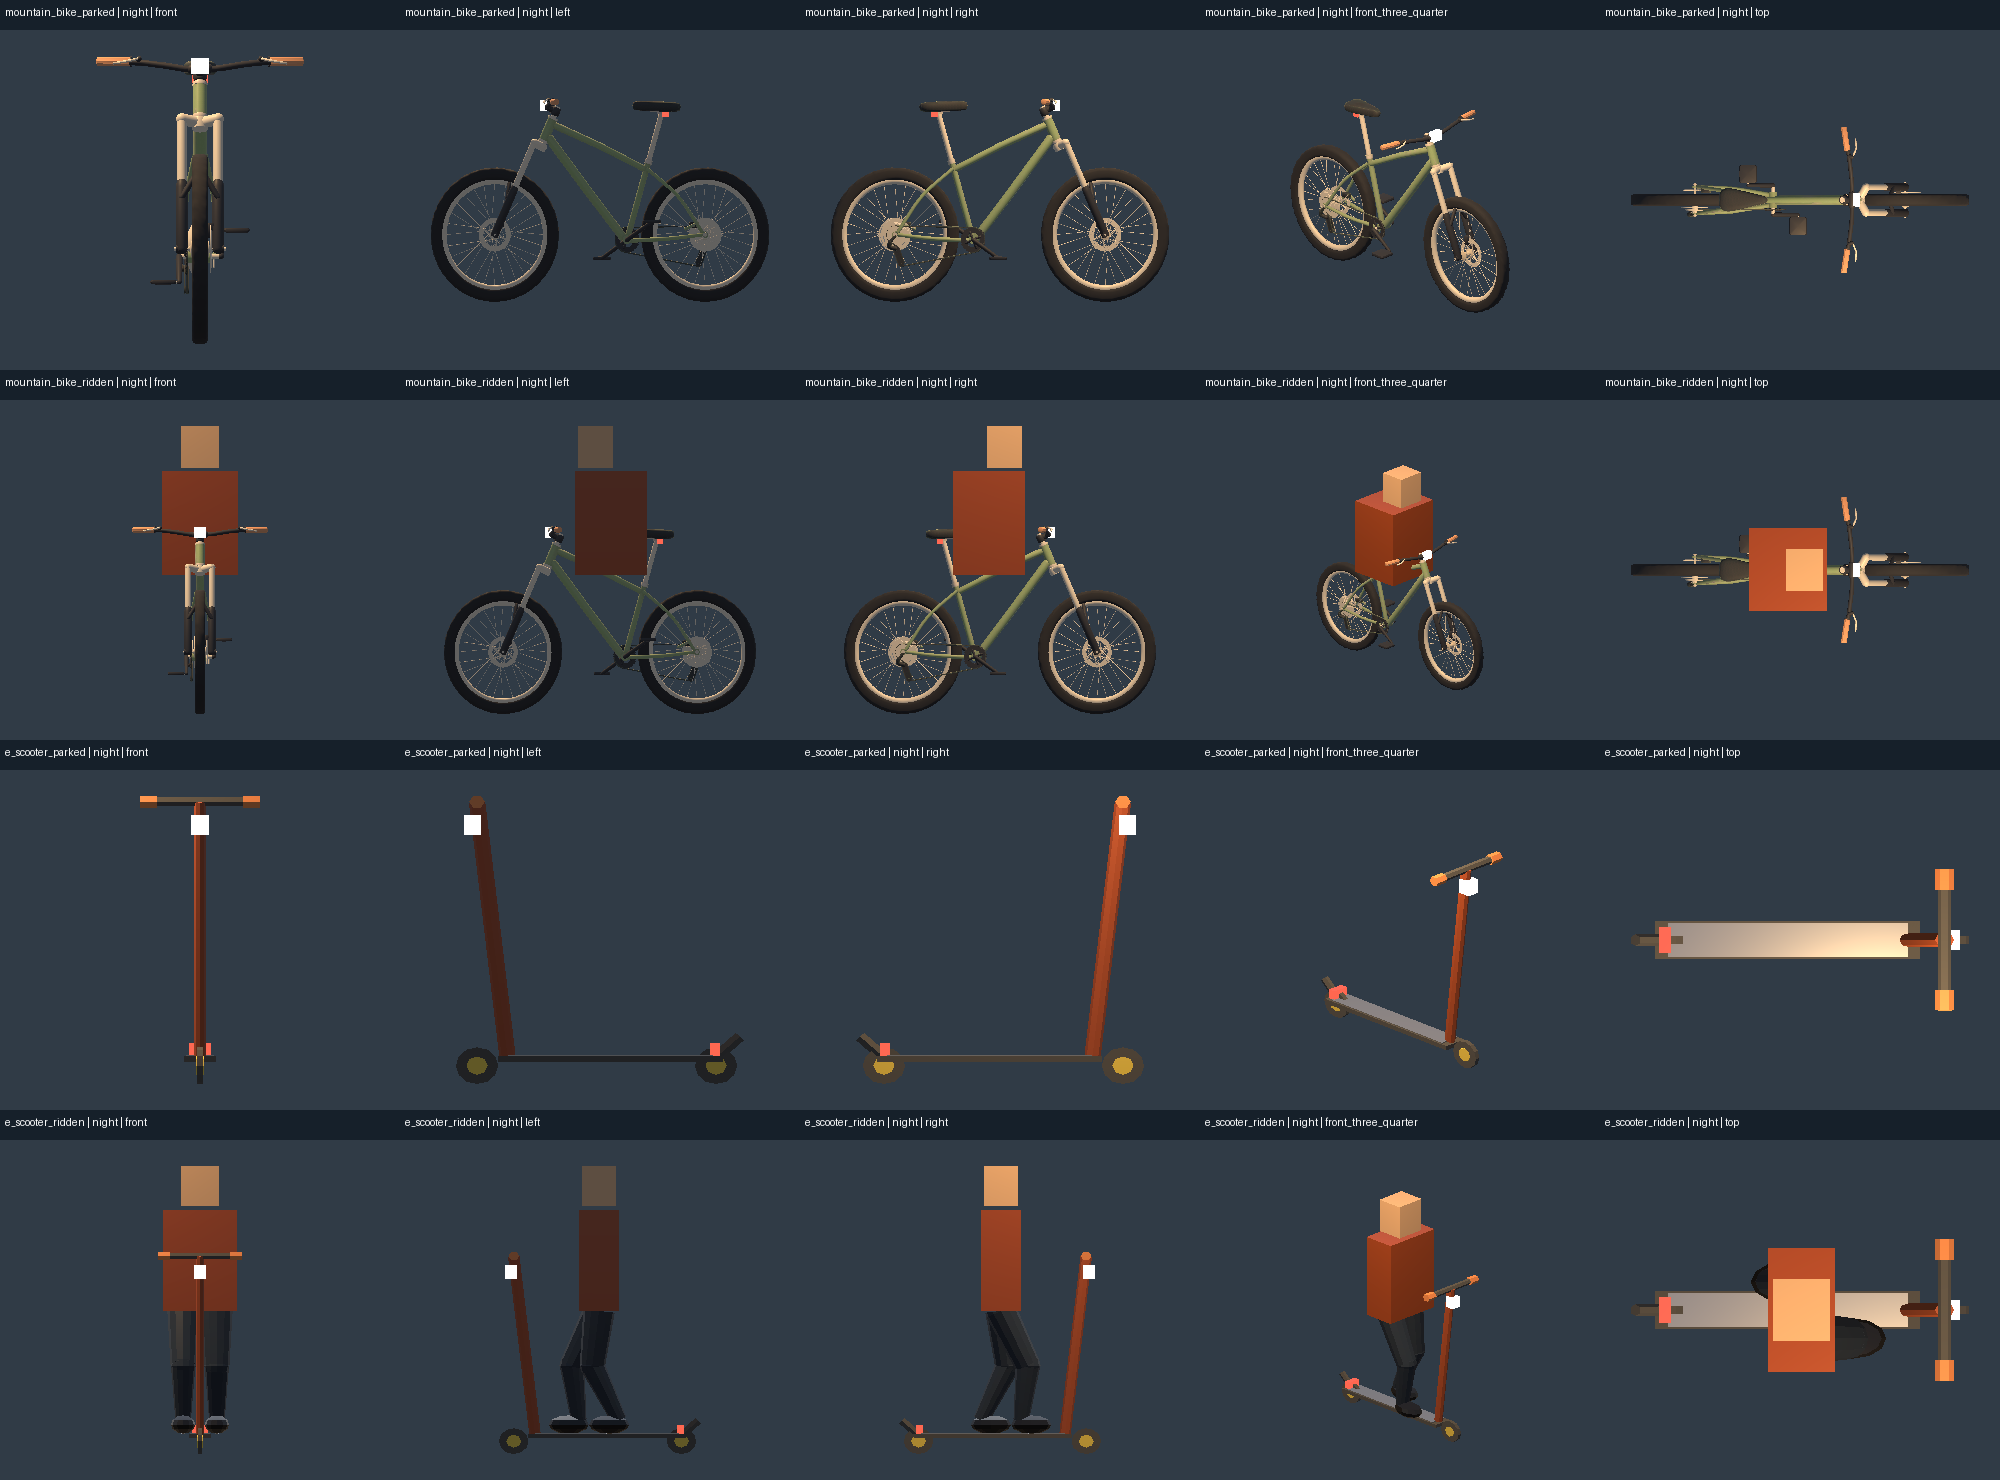 mountain_bike_parked | night | front
mountain_bike_parked | night | left
mountain_bike_parked | night | right
mountain_bike_parked | night | front_three_quarter
mountain_bike_parked | night | top
mountain_bike_ridden | night | front
mountain_bike_ridden | night | left
mountain_bike_ridden | night | right
mountain_bike_ridden | night | front_three_quarter
mountain_bike_ridden | night | top
e_scooter_parked | night | front
e_scooter_parked | night | left
e_scooter_parked | night | right
e_scooter_parked | night | front_three_quarter
e_scooter_parked | night | top
e_scooter_ridden | night | front
e_scooter_ridden | night | left
e_scooter_ridden | night | right
e_scooter_ridden | night | front_three_quarter
e_scooter_ridden | night | top